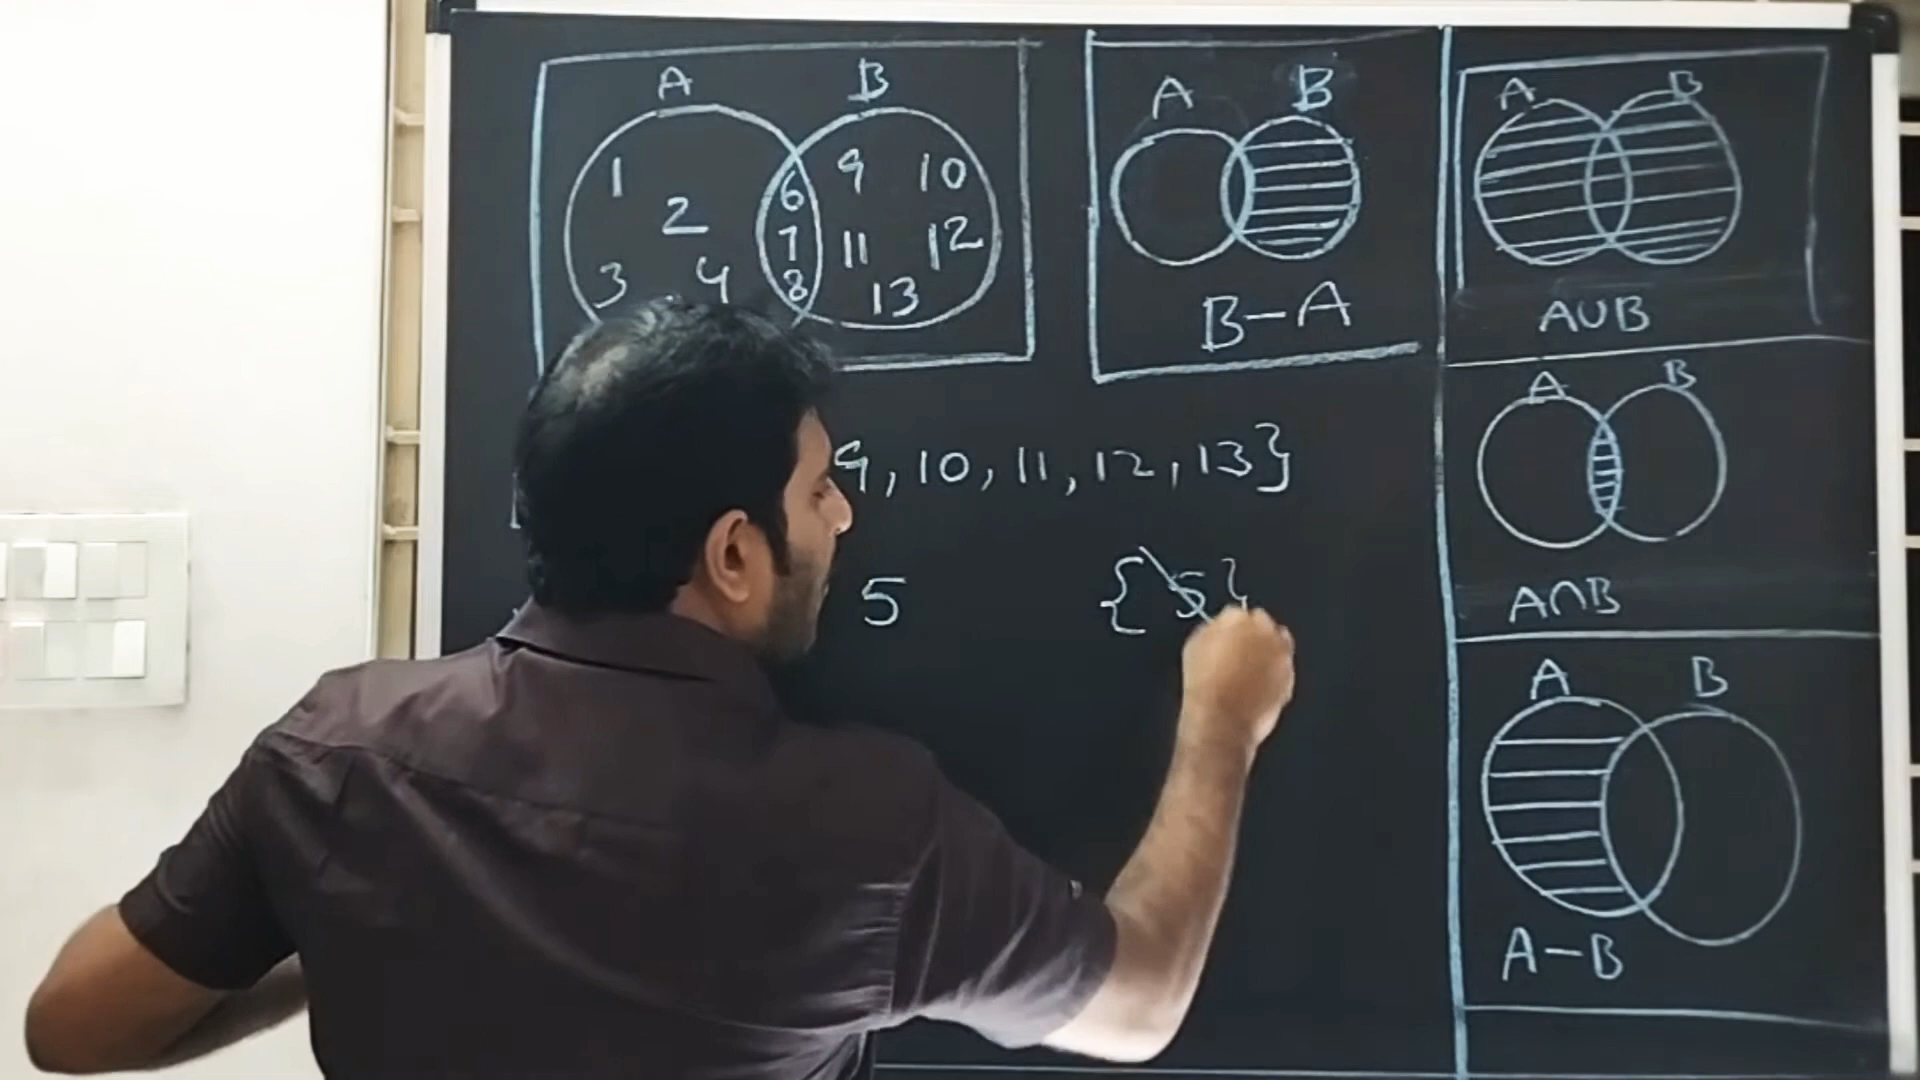 A B
1 6 9 10
2 7 11 12
3 4 8 13
A B
B-A
A B
A∪B
9, 10, 11, 12, 13}
A B
5 {5}
A∩B
A B
A-B